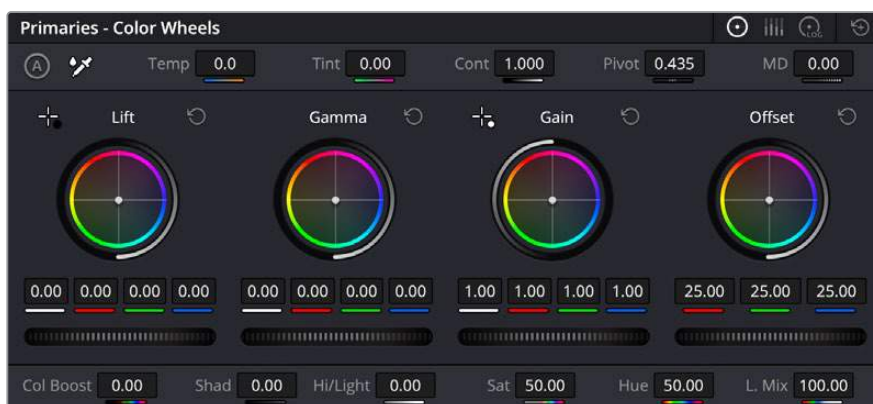 Primaries - Color Wheels
LOG
A Temp 0.0 Tint 0.00 Cont 1.000 Pivot 0.435 MD 0.00
Lift Gamma Gain Offset
0.00 0.00 0.00 0.00 0.00 0.00 0.00 0.00 1.00 1.00 1.00 1.00 25.00 25.00 25.00
Col Boost 0.00 Shad 0.00 Hi/Light 0.00 Sat 50.00 Hue 50.00 L. Mix 100.00